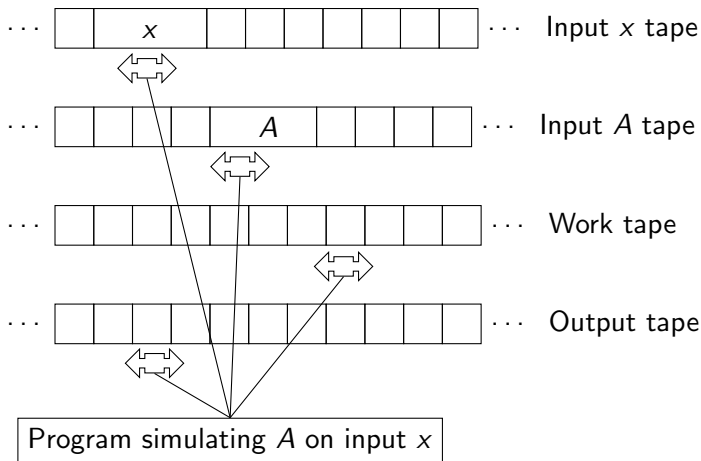 · · · x · · · Input x tape
· · · A · · · Input A tape
· · · · · · Work tape
· · · · · · Output tape
Program simulating A on input x